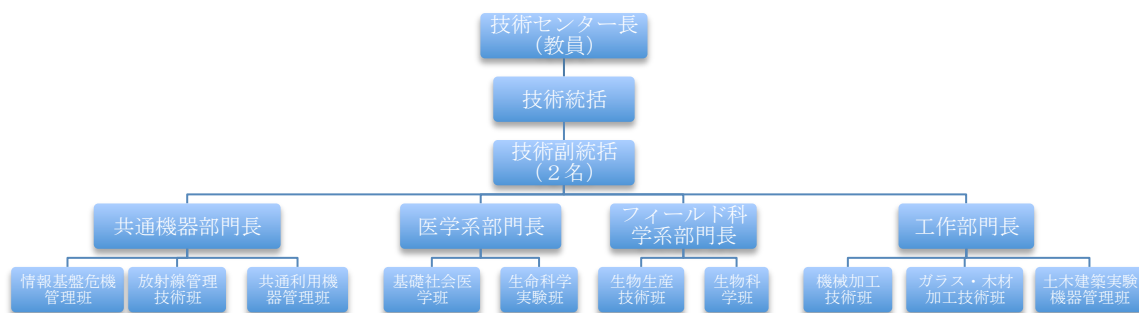 技術センター長
（教員）
技術統括
技術副統括
（２名）
共通機器部門長
医学系部門長
フィールド科
学系部門長
工作部門長
情報基盤危機
管理班
放射線管理
技術班
共通利用機
器管理班
基礎社会医
学班
生命科学
実験班
生物生産
技術班
生物科
学班
機械加工
技術班
ガラス・木材
加工技術班
土木建築実験
機器管理班